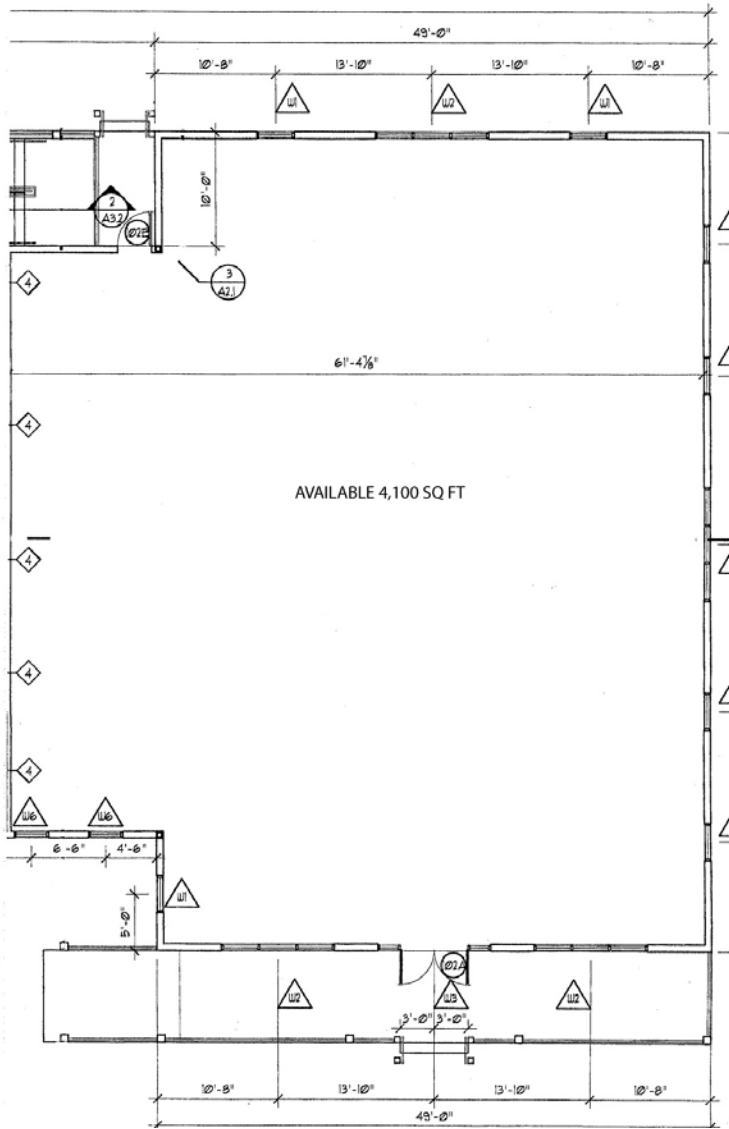 49'-0"
10'-8" 13'-10" 13'-10" 10'-8"
W1 W2 W1
10'-0"
2
A3.2
02B
3
A2.1
4
61'-4⅞"
4
AVAILABLE 4,100 SQ FT
4
4
4
W6 W6
6'-6" 4'-6"
W1
5'-0"
02A
W2 W3 W2
3'-0" 3'-0"
10'-8" 13'-10" 13'-10" 10'-8"
49'-0"